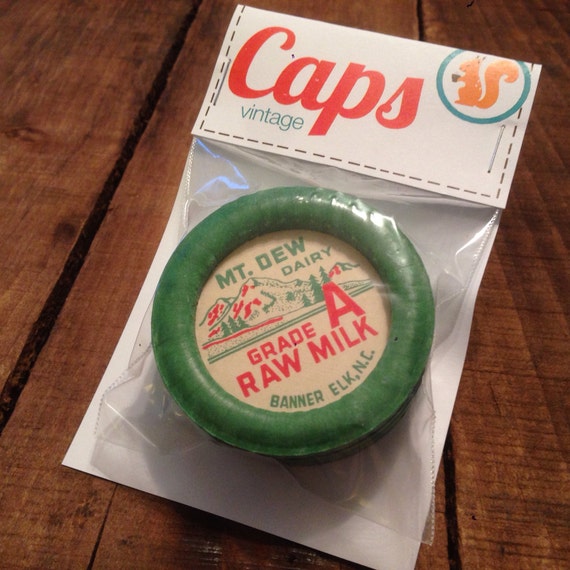 Caps
vintage
MT. DEW
DAIRY
GRADE A
RAW MILK
BANNER ELK, N.C.